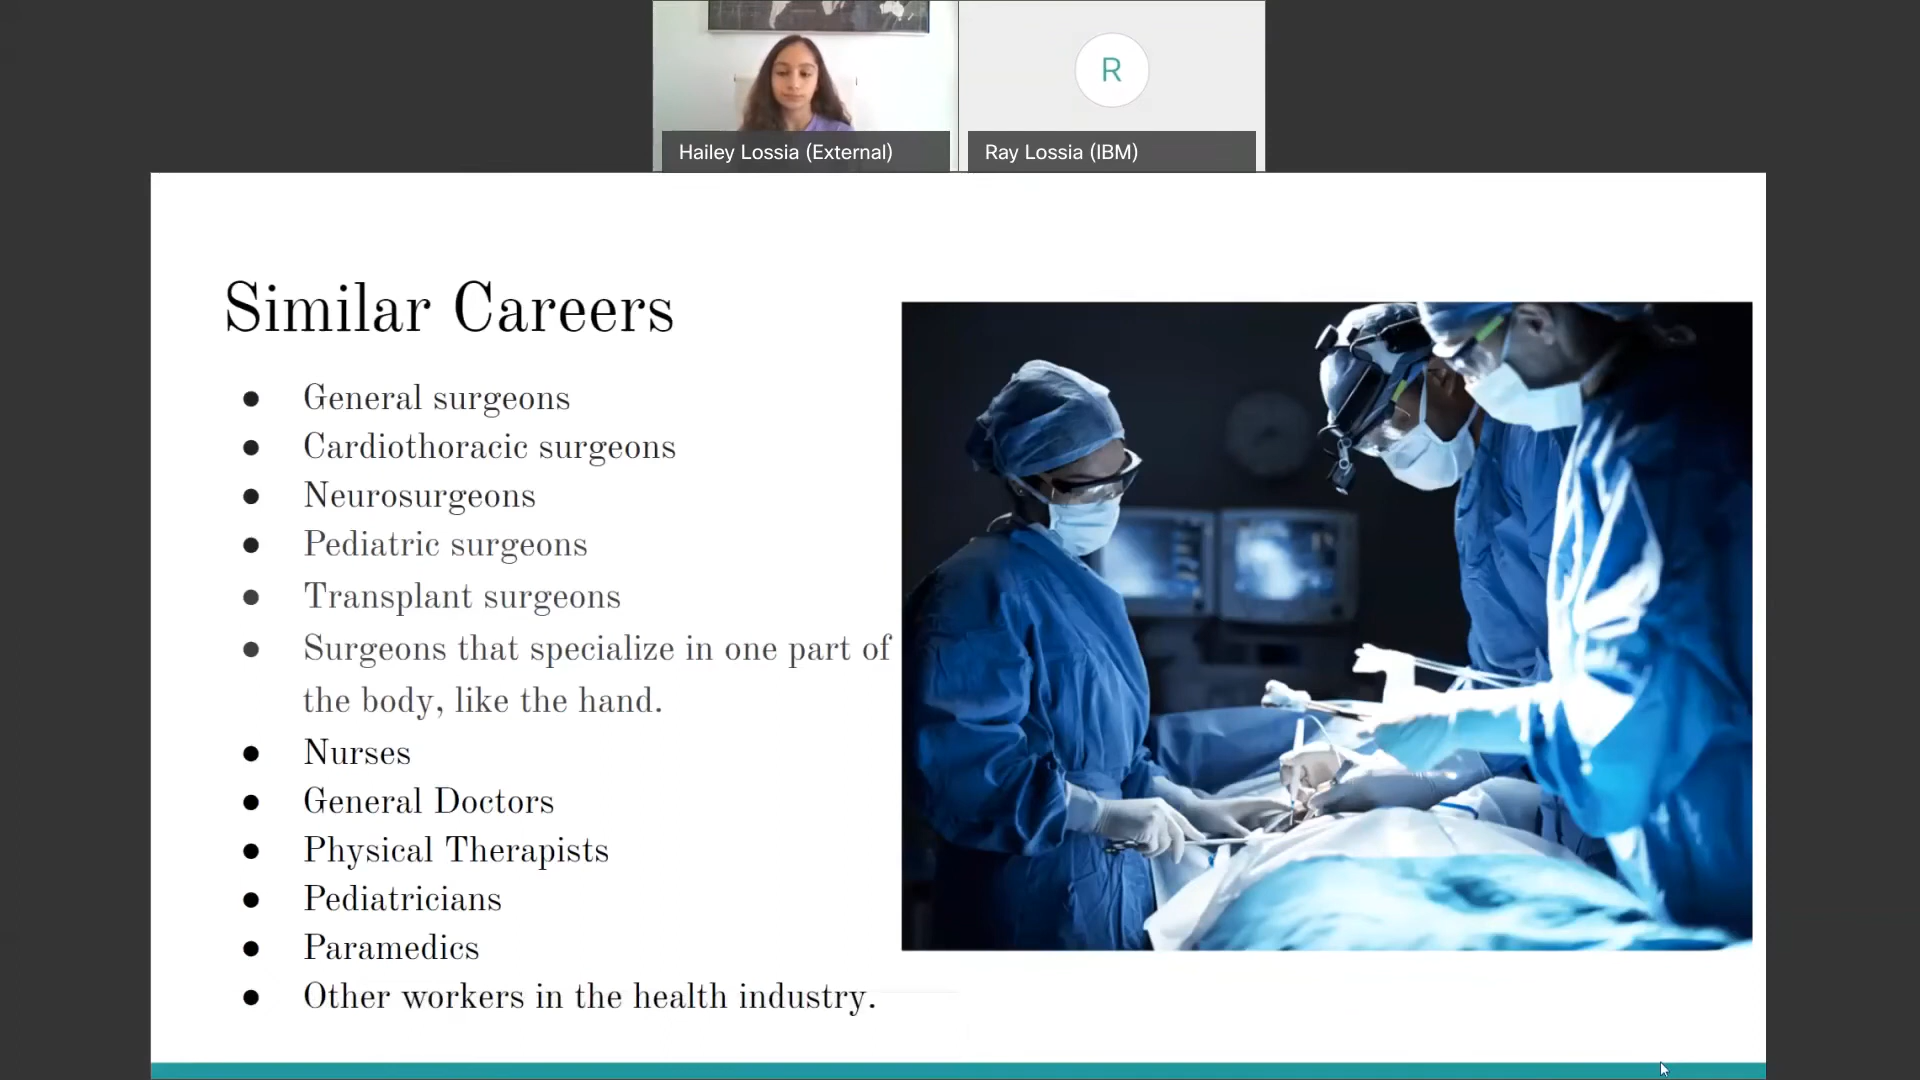 Hailey Lossia (External)
R
Ray Lossia (IBM)
Similar Careers
● General surgeons
● Cardiothoracic surgeons
● Neurosurgeons
● Pediatric surgeons
● Transplant surgeons
● Surgeons that specialize in one part of
the body, like the hand.
● Nurses
● General Doctors
● Physical Therapists
● Pediatricians
● Paramedics
● Other workers in the health industry.